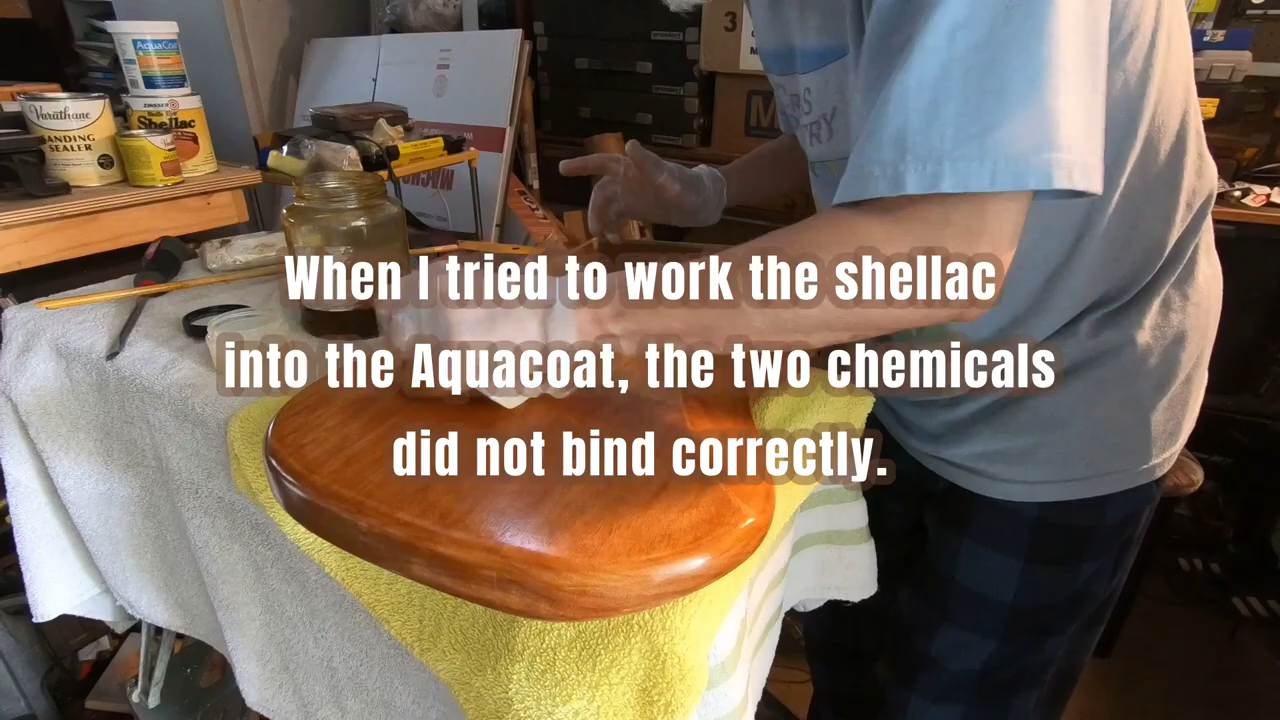 AquaCoat
3
Varathane
SANDING
SEALER
ZINSSER
Shellac
When I tried to work the shellac
into the Aquacoat, the two chemicals
did not bind correctly.